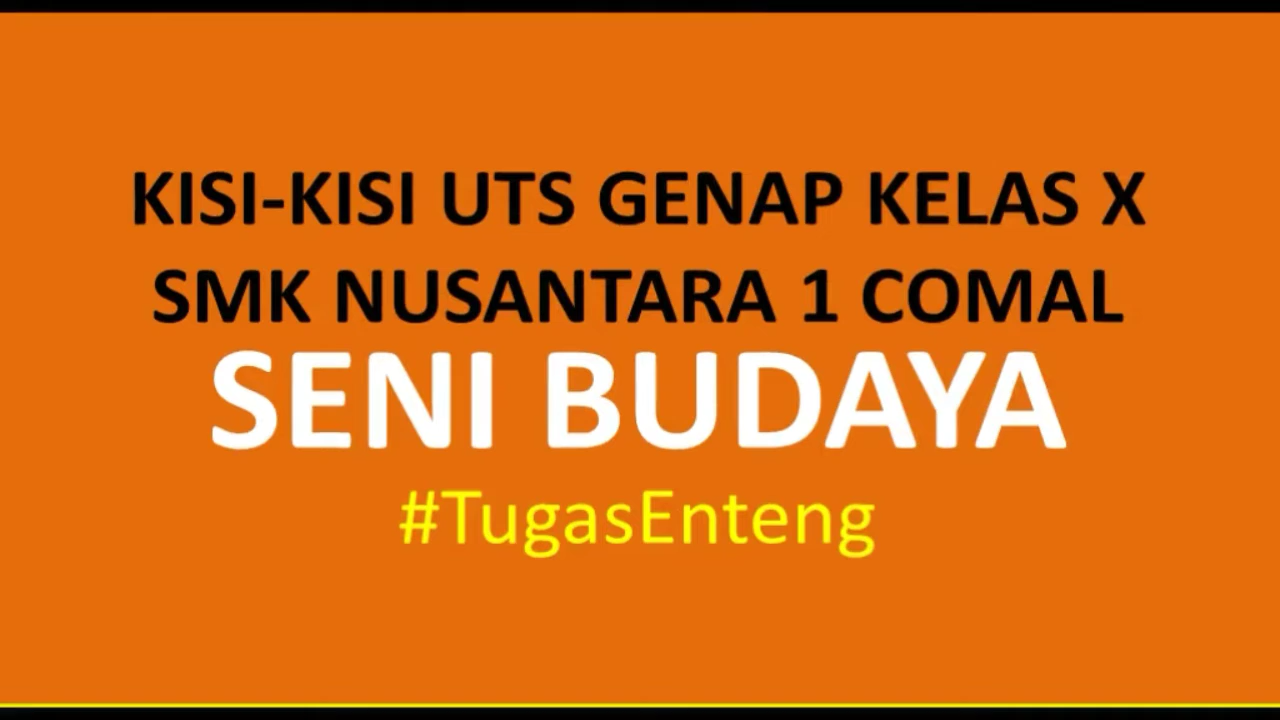 KISI-KISI UTS GENAP KELAS X
SMK NUSANTARA 1 COMAL
SENI BUDAYA
#TugasEnteng